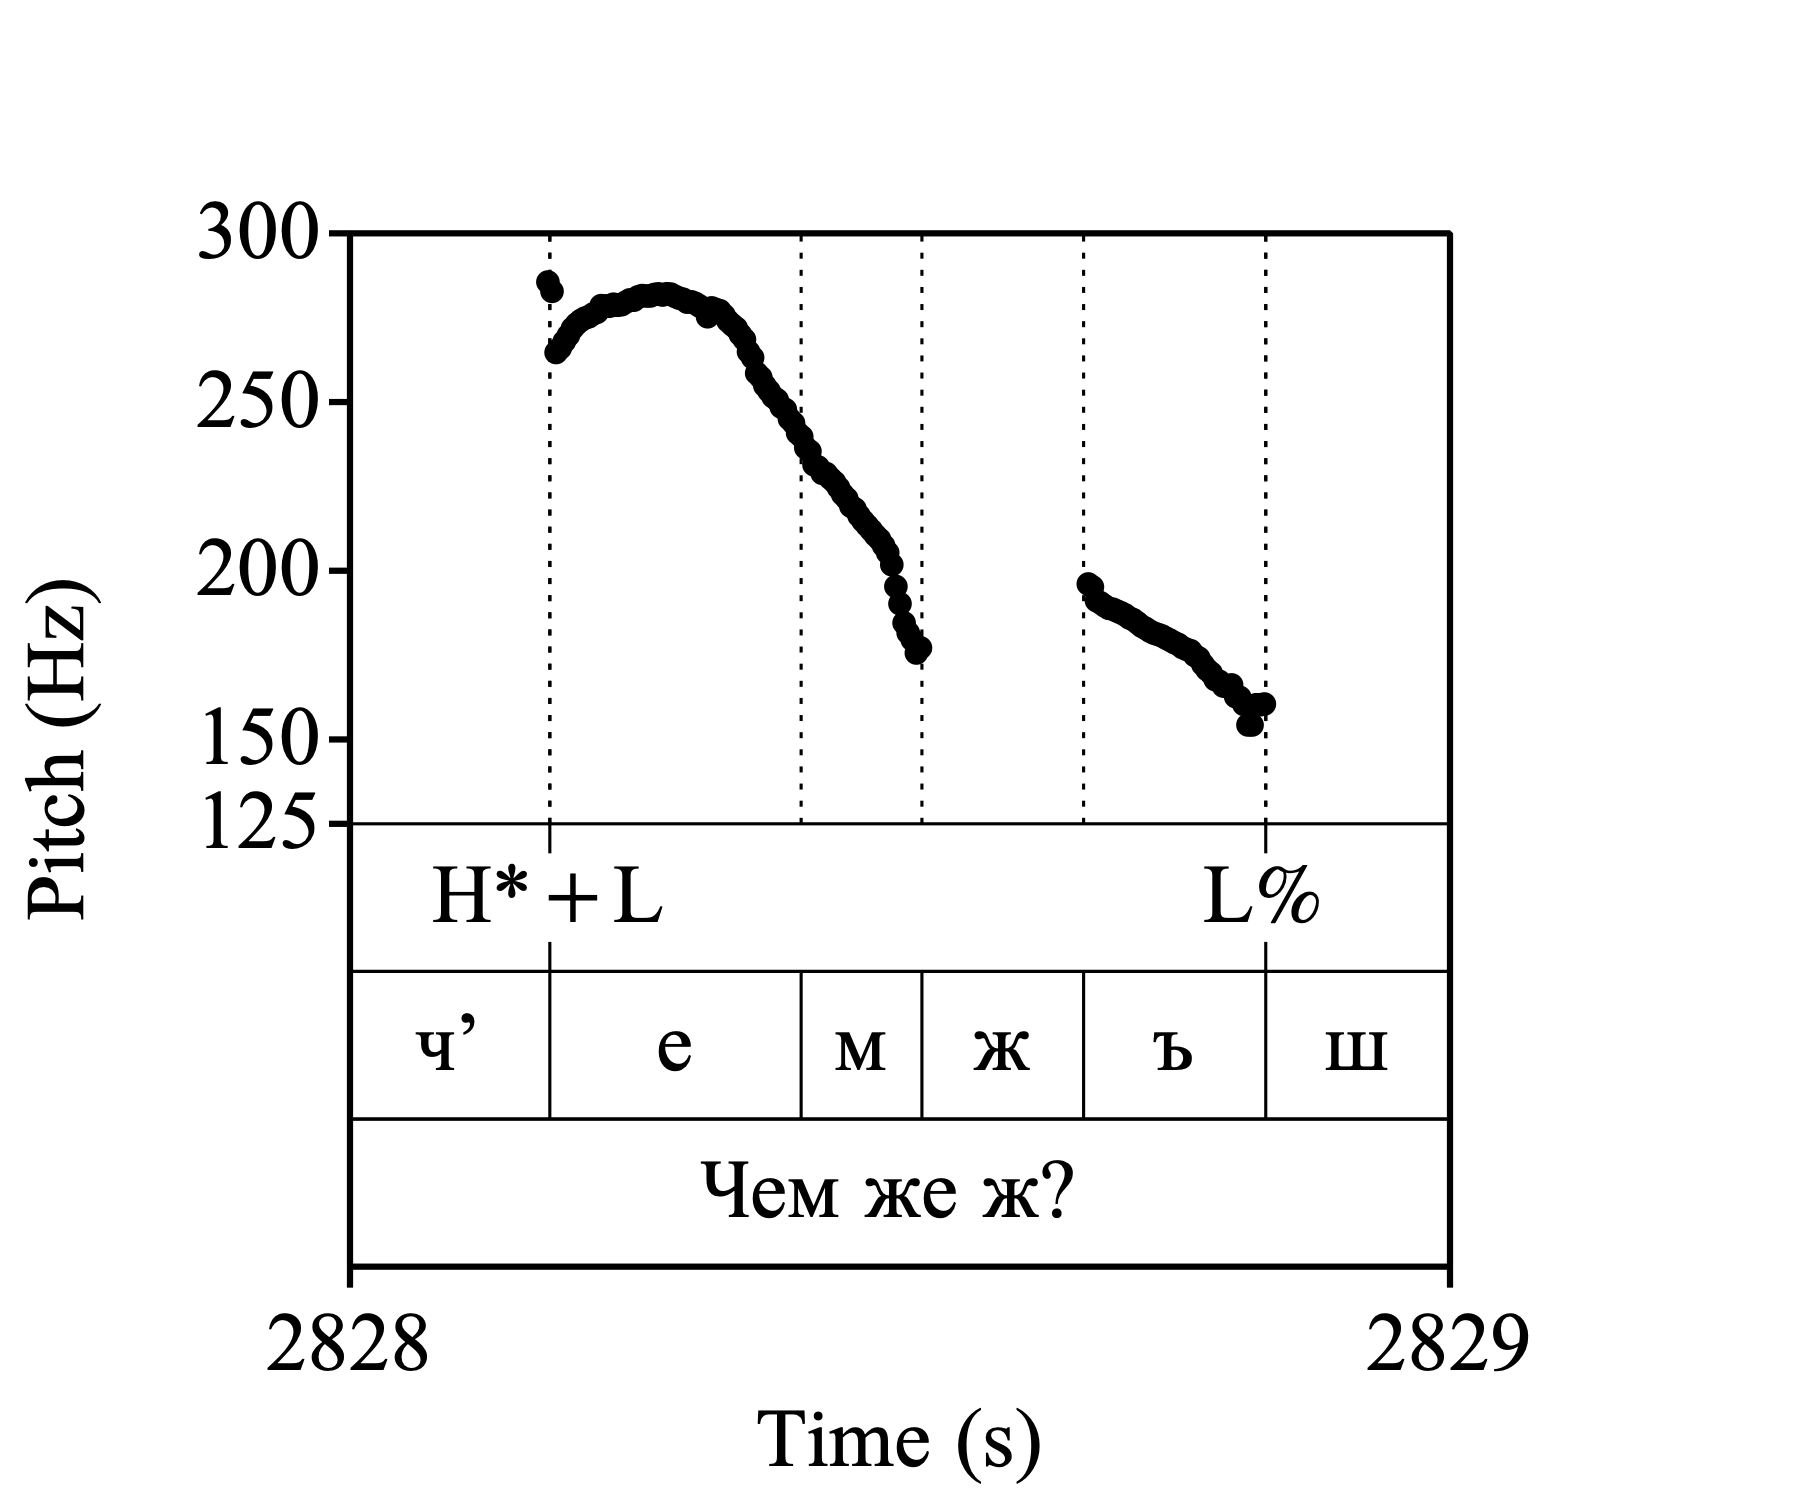 300
250
200
150
125
Pitch (Hz)
H*+L L%
ч’ е м ж ъ ш
Чем же ж?
2828 2829
Time (s)